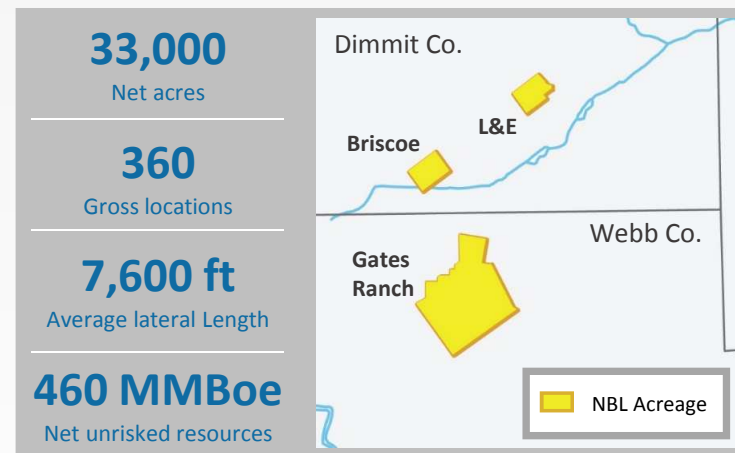 33,000
Net acres
360
Gross locations
7,600 ft
Average lateral Length
460 MMBoe
Net unrisked resources
Dimmit Co.
L&E
Briscoe
Webb Co.
Gates
Ranch
NBL Acreage